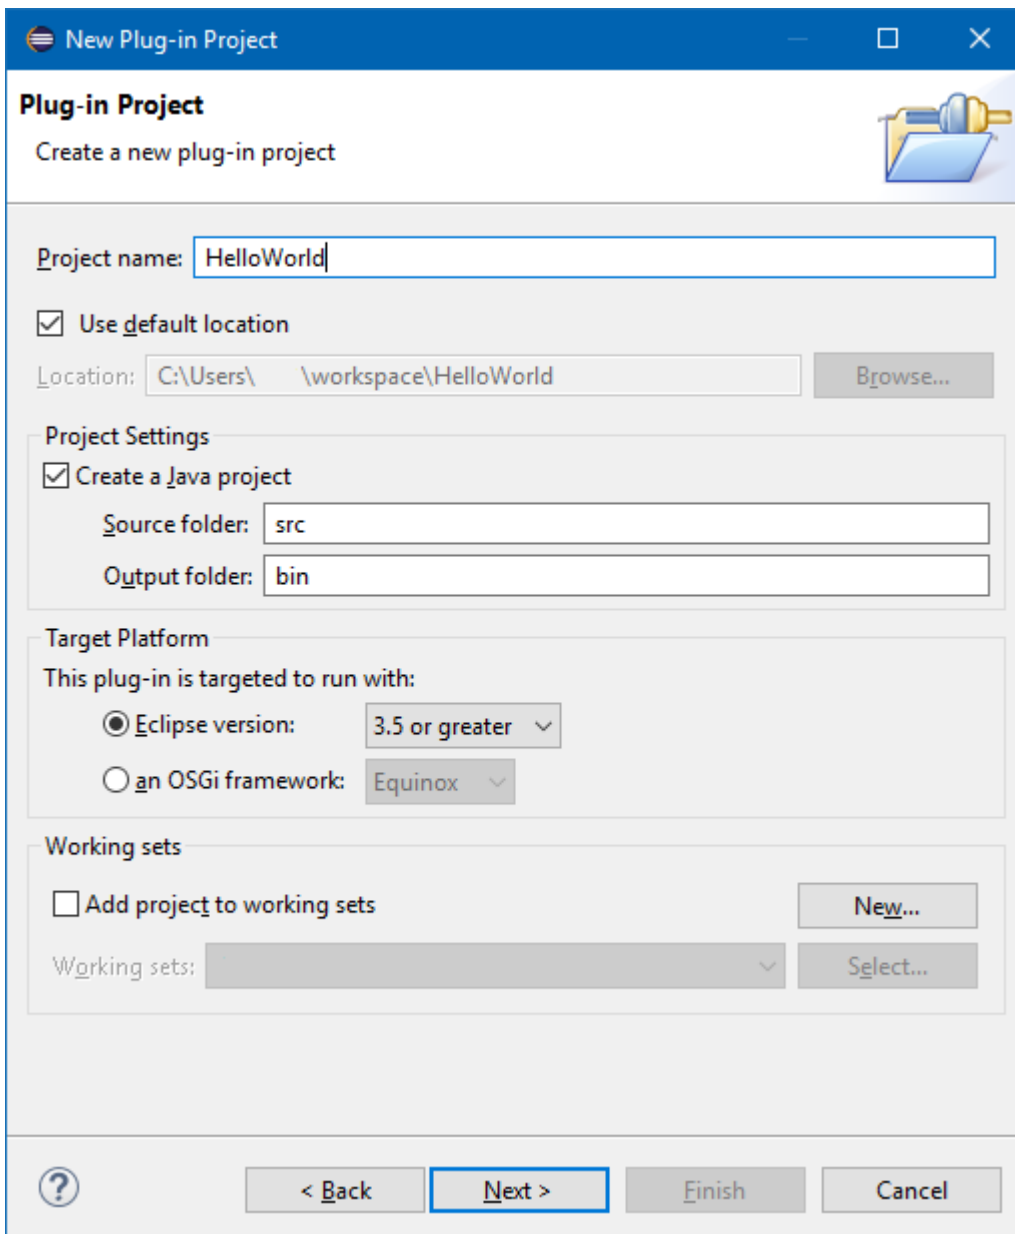 New Plug-in Project
Plug-in Project
Create a new plug-in project
Project name: HelloWorld
Use default location
Location: C:\Users\ \workspace\HelloWorld Browse...
Project Settings
Create a Java project
Source folder: src
Output folder: bin
Target Platform
This plug-in is targeted to run with:
Eclipse version: 3.5 or greater
an OSGi framework: Equinox
Working sets
Add project to working sets New...
Working sets: Select...
? < Back Next > Finish Cancel